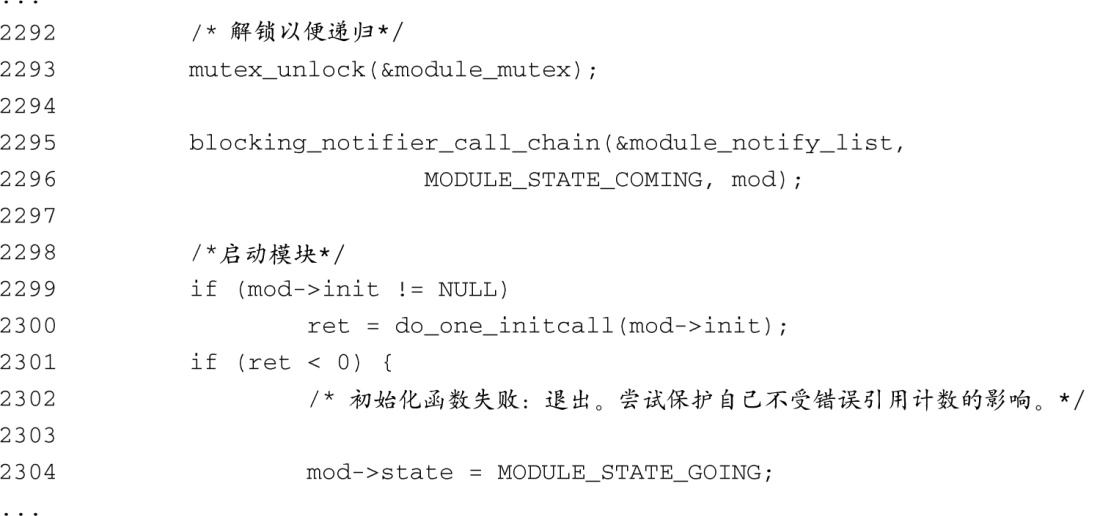 ...
2292 /* 解锁以便递归*/
2293 mutex_unlock(&module_mutex);
2294
2295 blocking_notifier_call_chain(&module_notify_list,
2296 MODULE_STATE_COMING, mod);
2297
2298 /*启动模块*/
2299 if (mod->init != NULL)
2300 ret = do_one_initcall(mod->init);
2301 if (ret < 0) {
2302 /* 初始化函数失败：退出。尝试保护自己不受错误引用计数的影响。*/
2303
2304 mod->state = MODULE_STATE_GOING;
...